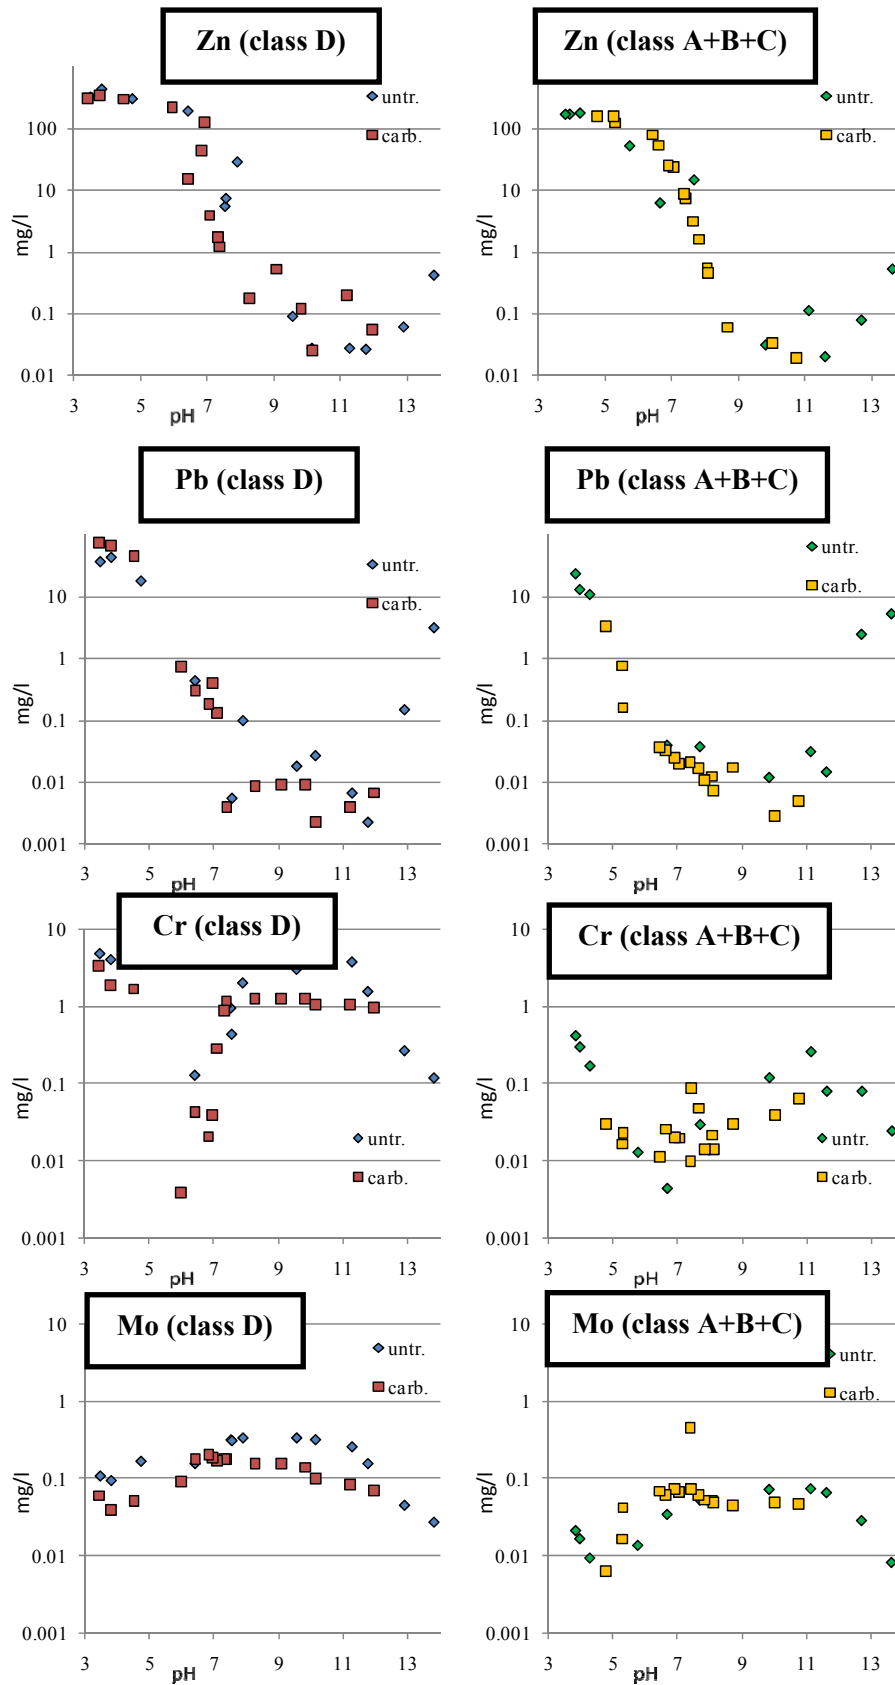 Zn (class D)
untr.
carb.
100
10
1
0.1
0.01
mg/l
3 5 7 9 11 13
pH
Zn (class A+B+C)
untr.
carb.
100
10
1
0.1
0.01
mg/l
3 5 7 9 11 13
pH
Pb (class D)
untr.
carb.
10
1
0.1
0.01
0.001
mg/l
3 5 7 9 11 13
pH
Pb (class A+B+C)
untr.
carb.
10
1
0.1
0.01
0.001
mg/l
3 5 7 9 11 13
pH
Cr (class D)
10
1
0.1
0.01
0.001
mg/l
untr.
carb.
3 5 7 9 11 13
pH
Cr (class A+B+C)
10
1
0.1
0.01
0.001
mg/l
untr.
carb.
3 5 7 9 11 13
pH
Mo (class D)
untr.
carb.
10
1
0.1
0.01
0.001
mg/l
3 5 7 9 11 13
pH
Mo (class A+B+C)
untr.
carb.
10
1
0.1
0.01
0.001
mg/l
3 5 7 9 11 13
pH